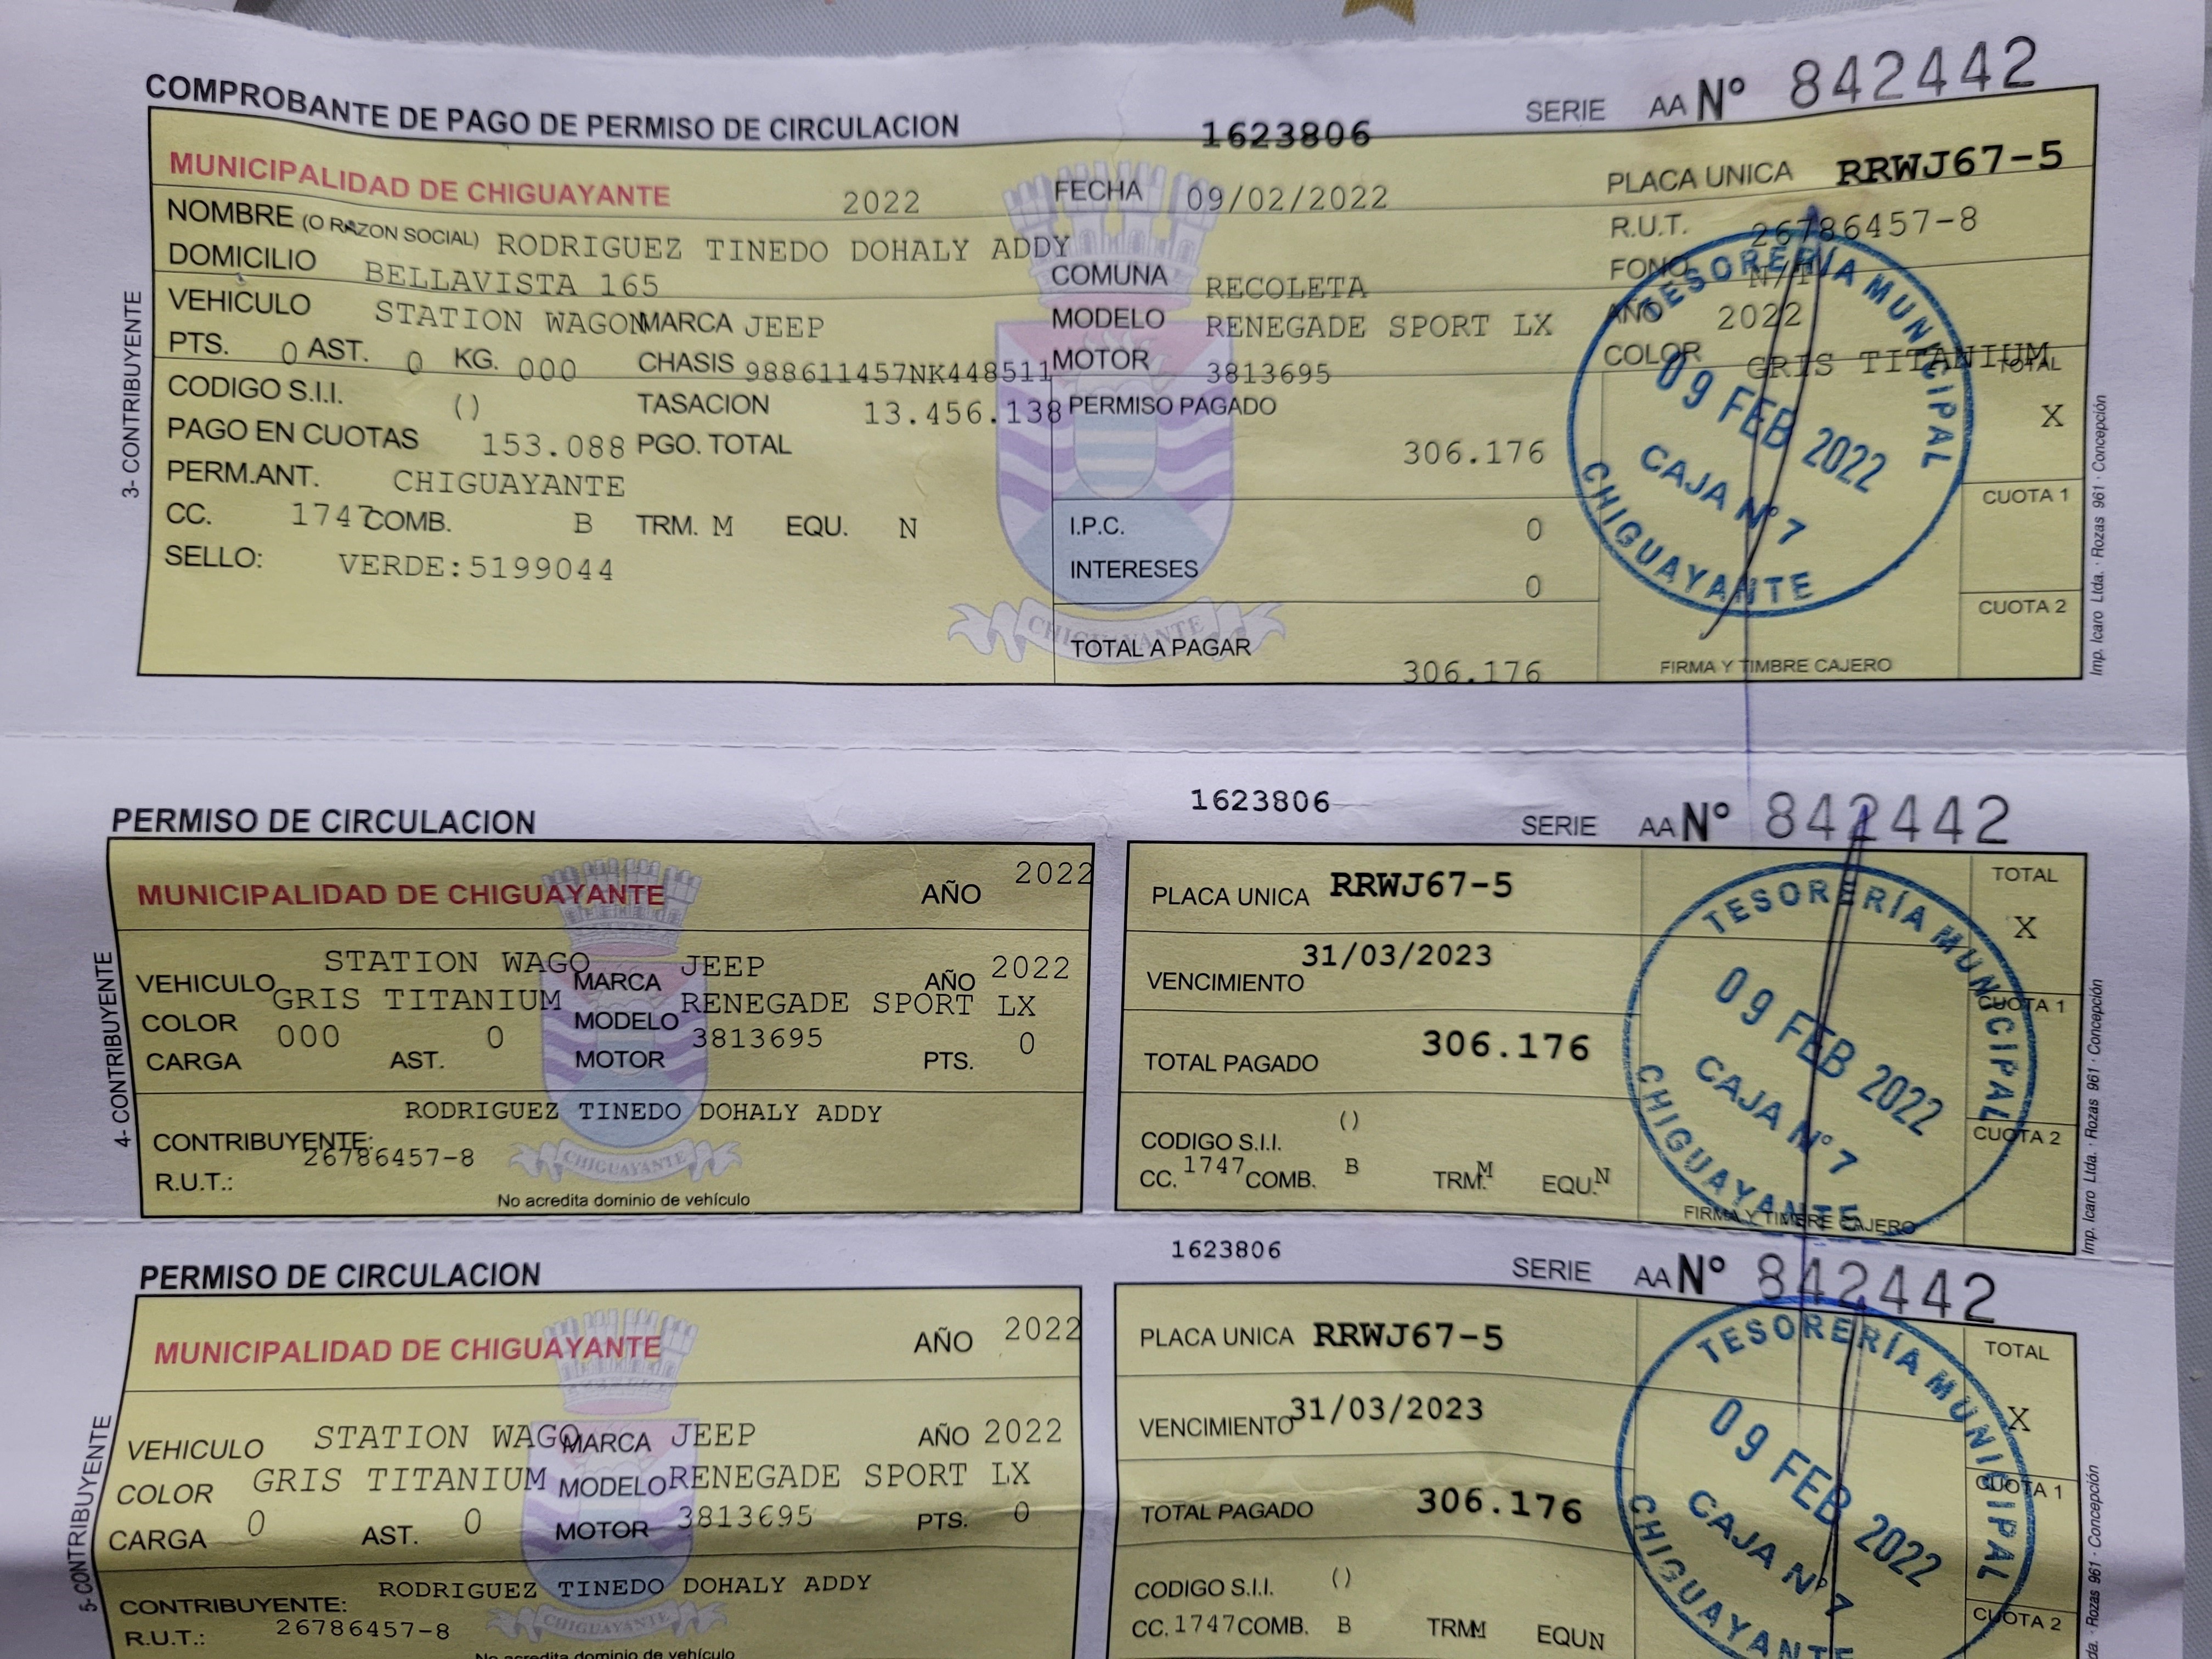 COMPROBANTE DE PAGO DE PERMISO DE CIRCULACION 1623806 SERIE AA Nº 842442
MUNICIPALIDAD DE CHIGUAYANTE 2022 FECHA 09/02/2022 PLACA UNICA RRWJ67-5
NOMBRE (O RAZON SOCIAL) RODRIGUEZ TINEDO DOHALY ADDY R.U.T. 26786457-8
DOMICILIO BELLAVISTA 165 COMUNA RECOLETA FONO
VEHICULO STATION WAGON MARCA JEEP MODELO RENEGADE SPORT LX AÑO 2022
PTS. 0 AST. 0 KG. 000 CHASIS 988611457NK448511 MOTOR 3813695 COLOR GRIS TITANIUM
CODIGO S.I.I. () TASACION 13.456.138 PERMISO PAGADO 306.176 TOTAL X
PAGO EN CUOTAS 153.088 PGO. TOTAL
PERM.ANT. CHIGUAYANTE
CC. 1747 COMB. B TRM. M EQU. N I.P.C. 0 CUOTA 1
SELLO: VERDE:5199044 INTERESES 0
CUOTA 2
TOTAL A PAGAR 306.176 FIRMA Y TIMBRE CAJERO
CHIGUAYANTE
TESORERÍA MUNICIPAL
09 FEB 2022
CAJA Nº 7
CHIGUAYANTE
3- CONTRIBUYENTE
Imp. Icaro Ltda. · Rozas 961 · Concepción
PERMISO DE CIRCULACION 1623806 SERIE AA Nº 842442
MUNICIPALIDAD DE CHIGUAYANTE AÑO 2022
VEHICULO STATION WAGO MARCA JEEP AÑO 2022
COLOR GRIS TITANIUM MODELO RENEGADE SPORT LX
CARGA 000 AST. 0 MOTOR 3813695 PTS. 0
CONTRIBUYENTE: RODRIGUEZ TINEDO DOHALY ADDY
R.U.T.: 26786457-8
CHIGUAYANTE
No acredita dominio de vehículo
PLACA UNICA RRWJ67-5 TOTAL X
VENCIMIENTO 31/03/2023 CUOTA 1
TOTAL PAGADO 306.176
CODIGO S.I.I. () CUOTA 2
CC. 1747 COMB. B TRM. M EQU. N
FIRMA Y TIMBRE CAJERO
TESORERÍA MUNICIPAL
09 FEB 2022
CAJA Nº 7
CHIGUAYANTE
4- CONTRIBUYENTE
Imp. Icaro Ltda. · Rozas 961 · Concepción
PERMISO DE CIRCULACION 1623806 SERIE AA Nº 842442
MUNICIPALIDAD DE CHIGUAYANTE AÑO 2022
VEHICULO STATION WAGO MARCA JEEP AÑO 2022
COLOR GRIS TITANIUM MODELO RENEGADE SPORT LX
CARGA 0 AST. 0 MOTOR 3813695 PTS. 0
CONTRIBUYENTE: RODRIGUEZ TINEDO DOHALY ADDY
R.U.T.: 26786457-8
CHIGUAYANTE
No acredita dominio de vehículo
PLACA UNICA RRWJ67-5 TOTAL X
VENCIMIENTO 31/03/2023 CUOTA 1
TOTAL PAGADO 306.176
CODIGO S.I.I. () CUOTA 2
CC. 1747 COMB. B TRM. M EQU N
TESORERÍA MUNICIPAL
09 FEB 2022
CAJA Nº 7
CHIGUAYANTE
5- CONTRIBUYENTE
· Rozas 961 · Concepción